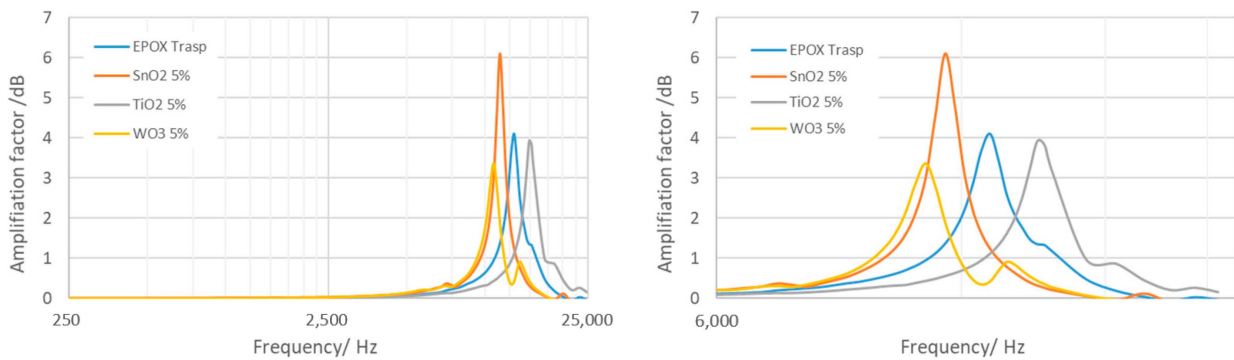 7
6
5
4
3
2
1
0
Amplifiation factor /dB
EPOX Trasp
SnO2 5%
TiO2 5%
WO3 5%
250
2,500
25,000
Frequency/ Hz
7
6
5
4
3
2
1
0
Amplifiation factor /dB
EPOX Trasp
SnO2 5%
TiO2 5%
WO3 5%
6,000
Frequency/ Hz